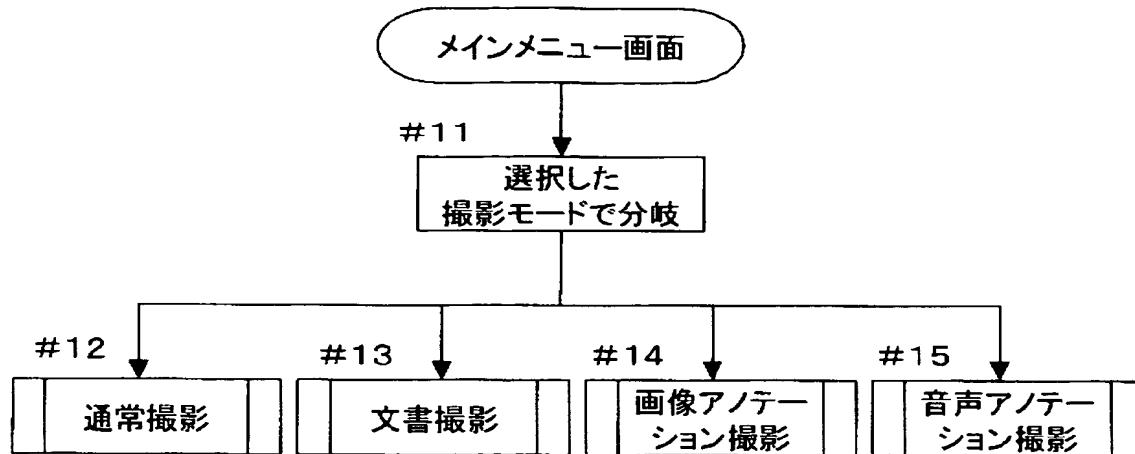 メインメニュー画面
#11
選択した
撮影モードで分岐
#12
通常撮影
#13
文書撮影
#14
画像アノテー
ション撮影
#15
音声アノテー
ション撮影